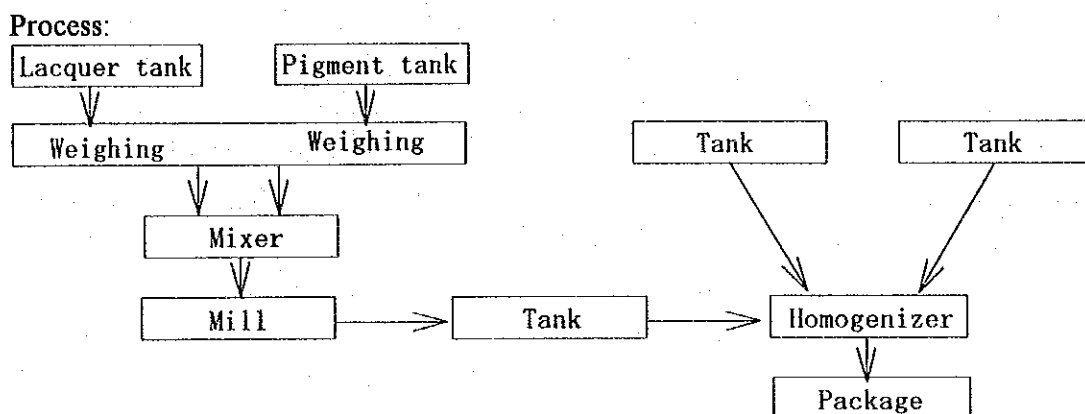 Process:
Lacquer tank
Pigment tank
Weighing
Weighing
Tank
Tank
Mixer
Mill
Tank
Homogenizer
Package